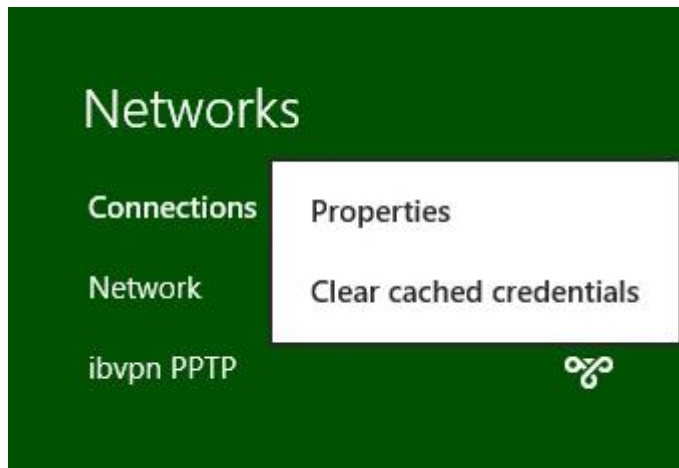 Networks
Connections
Properties
Network
Clear cached credentials
ibvpn PPTP